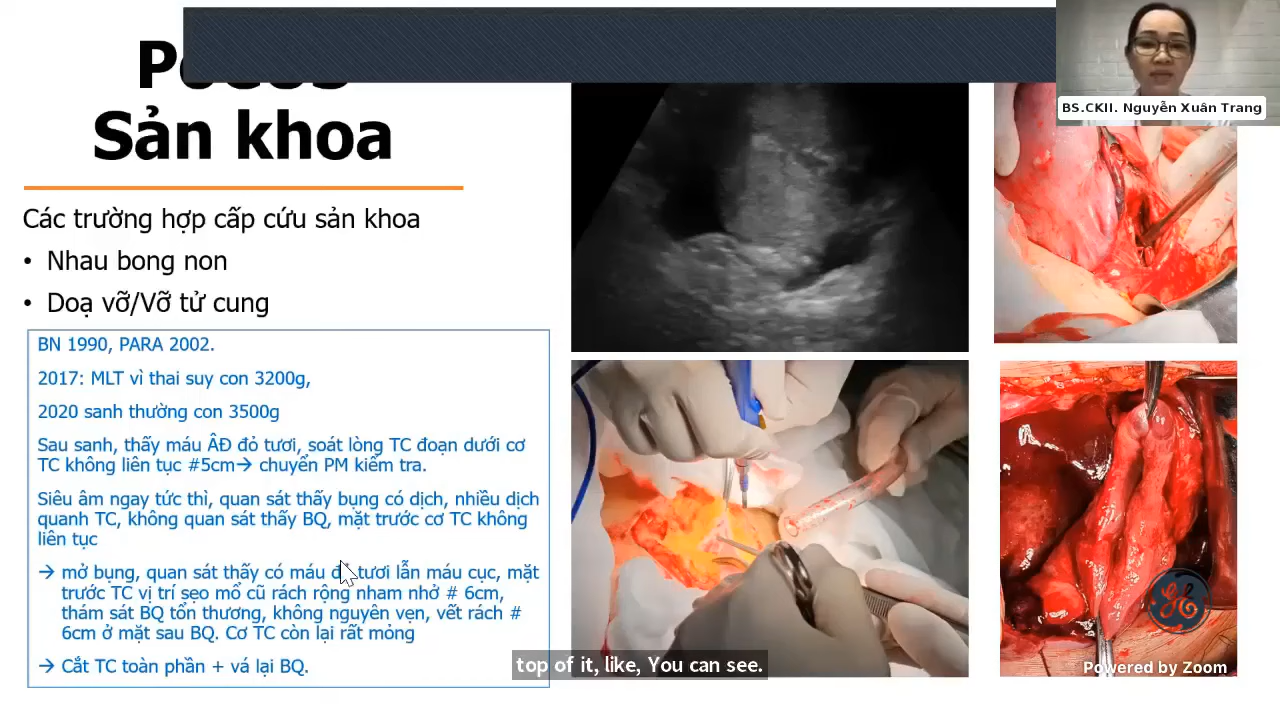 Sản khoa
Các trường hợp cấp cứu sản khoa
• Nhau bong non
• Doạ vỡ/Vỡ tử cung
BN 1990, PARA 2002.
2017: MLT vì thai suy con 3200g,
2020 sanh thường con 3500g
Sau sanh, thấy máu ÂĐ đỏ tươi, soát lòng TC đoạn dưới cơ
TC không liên tục #5cm→ chuyển PM kiểm tra.
Siêu âm ngay tức thì, quan sát thấy bụng có dịch, nhiều dịch
quanh TC, không quan sát thấy BQ, mặt trước cơ TC không
liên tục
→ mở bụng, quan sát thấy có máu tươi lẫn máu cục, mặt
trước TC vị trí sẹo mổ cũ rách rộng nham nhở # 6cm,
thám sát BQ tổn thương, không nguyên vẹn, vết rách #
6cm ở mặt sau BQ. Cơ TC còn lại rất mỏng
→ Cắt TC toàn phần + vá lại BQ.
BS.CKII. Nguyễn Xuân Trang
top of it, like, You can see.
Powered by Zoom